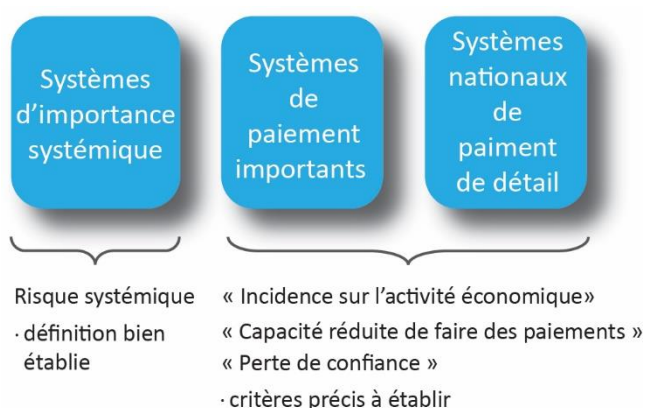 Systèmes
d'importance
systémique
Systèmes
de
paiement
importants
Systèmes
nationaux
de
paiment
de détail
Risque systémique
· définition bien
établie
« Incidence sur l'activité économique»
« Capacité réduite de faire des paiements »
« Perte de confiance »
· critères précis à établir